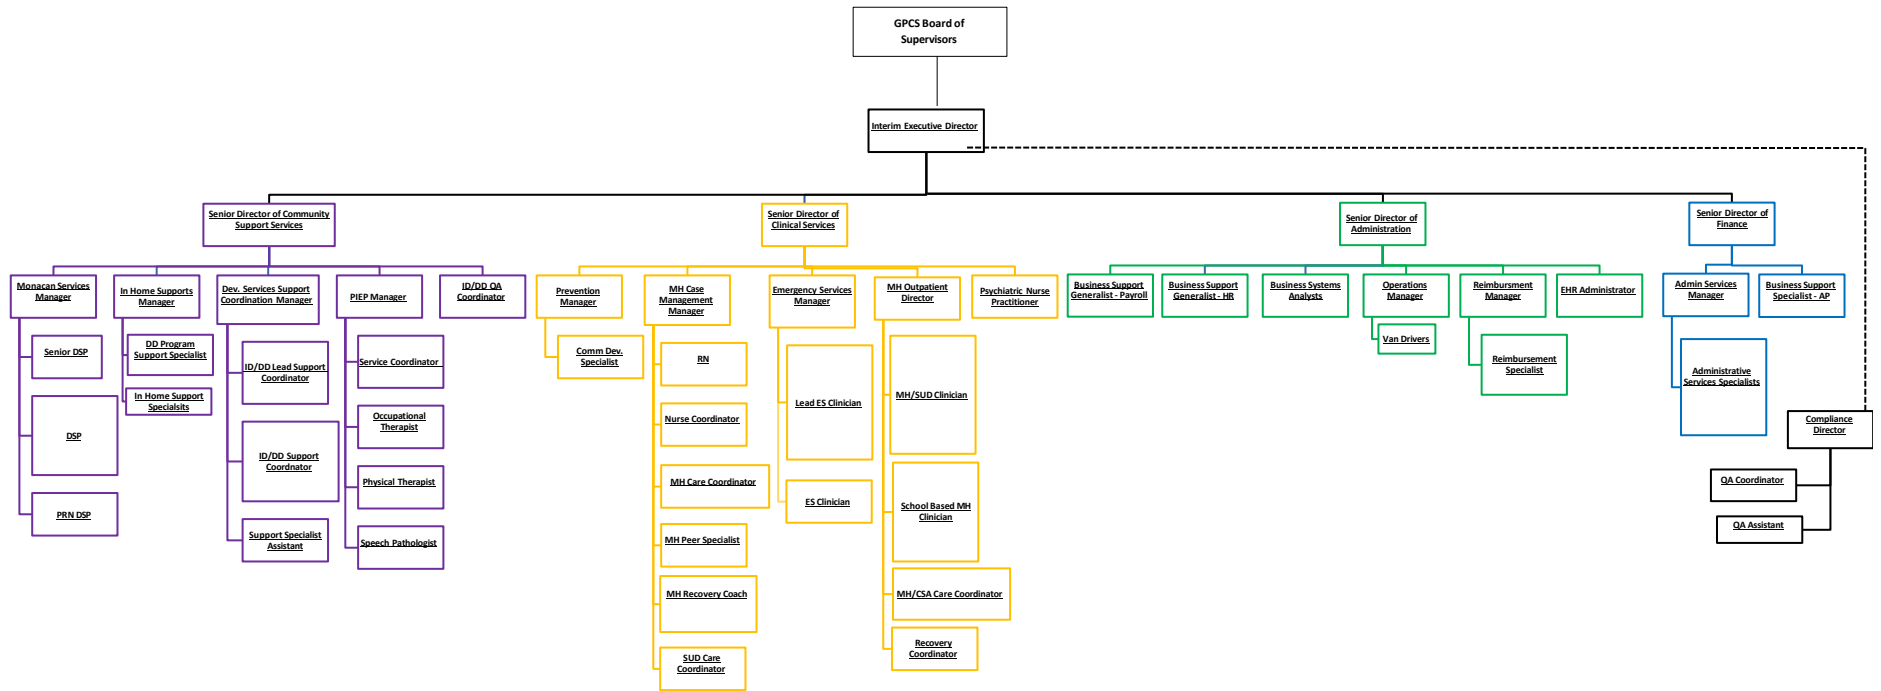 GPCS Board of
Supervisors
Interim Executive Director
Senior Director of Community
Support Services
Senior Director of
Clinical Services
Senior Director of
Administration
Senior Director of
Finance
Monacan Services
Manager
In Home Supports
Manager
Dev. Services Support
Coordination Manager
PIEP Manager
ID/DD QA
Coordinator
Prevention
Manager
MH Case
Management
Manager
Emergency Services
Manager
MH Outpatient
Director
Psychiatric Nurse
Practitioner
Business Support
Generalist - Payroll
Business Support
Generalist - HR
Business Systems
Analysts
Operations
Manager
Reimbursment
Manager
EHR Administrator
Admin Services
Manager
Business Support
Specialist - AP
Senior DSP
DSP
PRN DSP
DD Program
Support Specialist
In Home Support
Specialsits
ID/DD Lead Support
Coordinator
ID/DD Support
Coordnator
Support Specialist
Assistant
Service Coordinator
Occupational
Therapist
Physical Therapist
Speech Pathologist
Comm Dev.
Specialist
RN
Nurse Coordinator
MH Care Coordinator
MH Peer Specialist
MH Recovery Coach
SUD Care
Coordinator
Lead ES Clinician
ES Clinician
MH/SUD Clinician
School Based MH
Clinician
MH/CSA Care Coordinator
Recovery
Coordinator
Van Drivers
Reimbursement
Specialist
Administrative
Services Specialists
Compliance
Director
QA Coordinator
QA Assistant